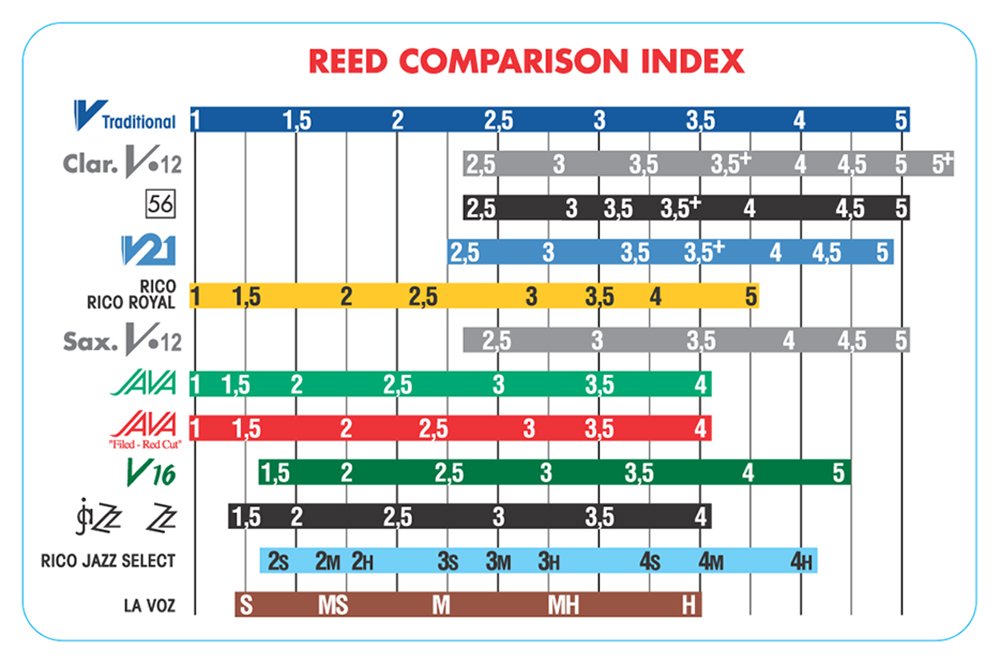 REED COMPARISON INDEX
V Traditional 1 1,5 2 2,5 3 3,5 4 5
Clar. V•12 2,5 3 3,5 3,5+ 4 4,5 5 5+
56 2,5 3 3,5 3,5+ 4 4,5 5
V21 2,5 3 3,5 3,5+ 4 4,5 5
RICO
RICO ROYAL 1 1,5 2 2,5 3 3,5 4 5
Sax. V•12 2,5 3 3,5 4 4,5 5
JAVA 1 1,5 2 2,5 3 3,5 4
JAVA 1 1,5 2 2,5 3 3,5 4
"Filed - Red Cut"
V16 1,5 2 2,5 3 3,5 4 5
jaZZ ZZ 1,5 2 2,5 3 3,5 4
RICO JAZZ SELECT 2S 2M 2H 3S 3M 3H 4S 4M 4H
LA VOZ S MS M MH H